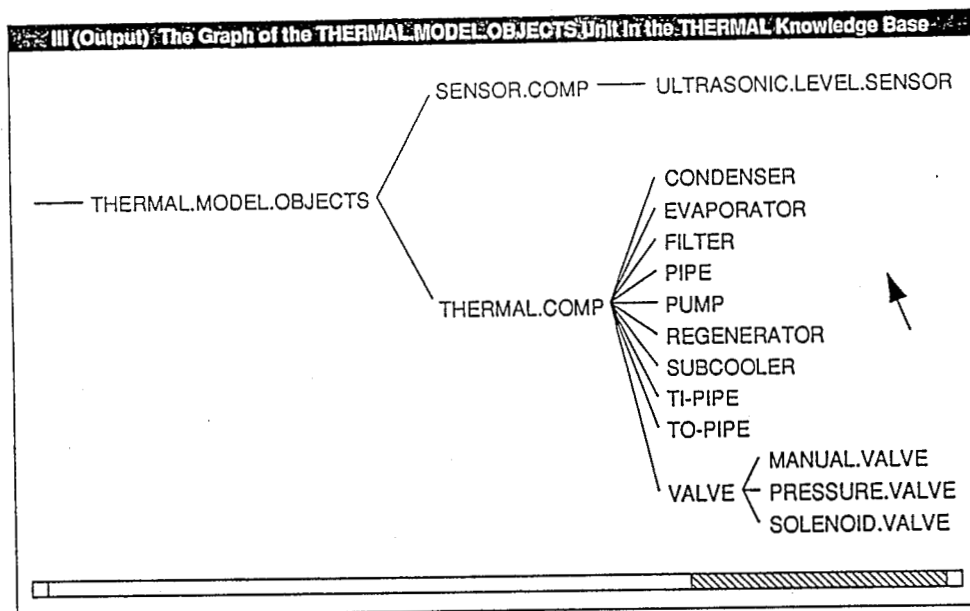 III (Output) The Graph of the THERMAL.MODEL.OBJECTS Unit in the THERMAL Knowledge Base
SENSOR.COMP ULTRASONIC.LEVEL.SENSOR
THERMAL.MODEL.OBJECTS
CONDENSER
EVAPORATOR
FILTER
PIPE
THERMAL.COMP PUMP
REGENERATOR
SUBCOOLER
TI-PIPE
TO-PIPE
MANUAL.VALVE
VALVE PRESSURE.VALVE
SOLENOID.VALVE